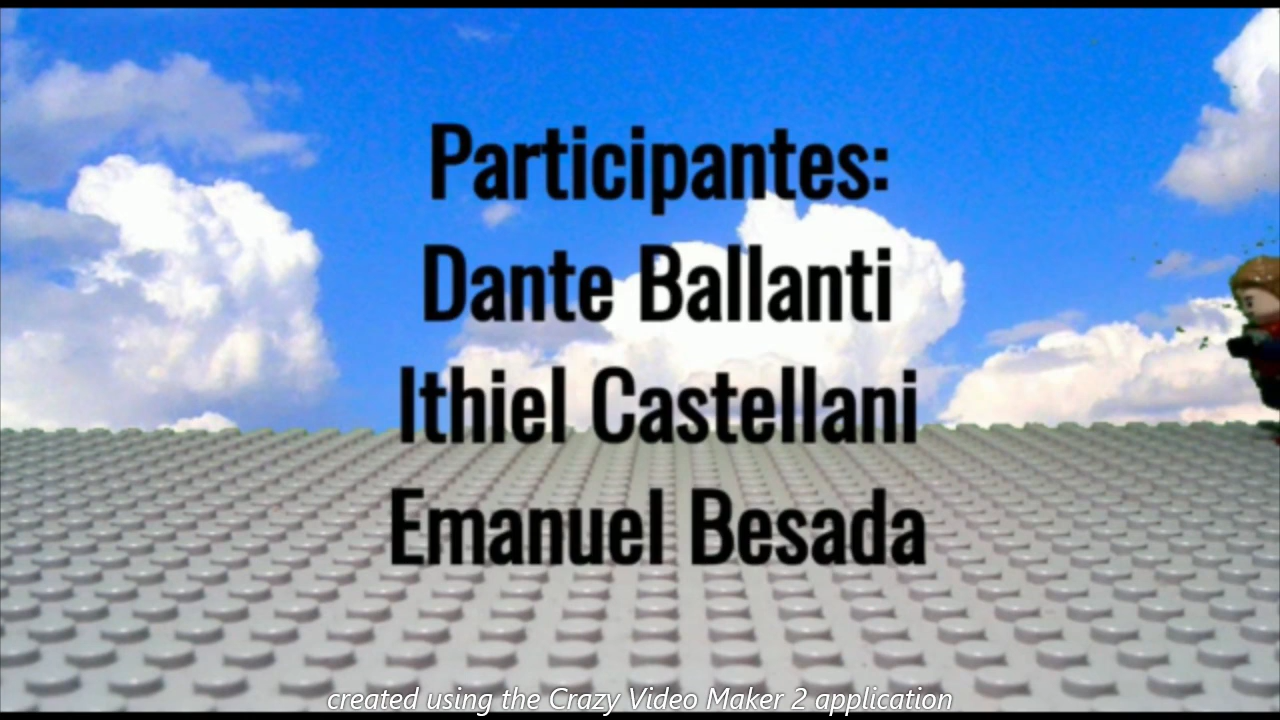 Participantes:
Dante Ballanti
Ithiel Castellani
Emanuel Besada
created using the Crazy Video Maker 2 application